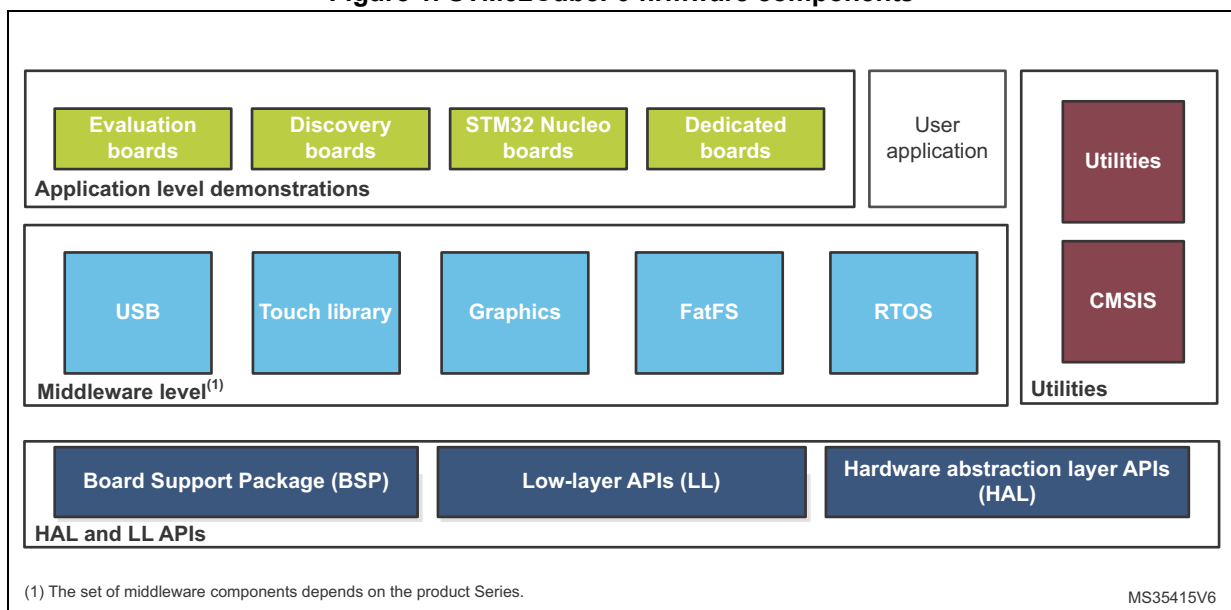 Evaluation
boards
Discovery
boards
STM32 Nucleo
boards
Dedicated
boards
Application level demonstrations
User
application
Utilities
CMSIS
Utilities
USB
Touch library
Graphics
FatFS
RTOS
Middleware level(1)
Board Support Package (BSP)
Low-layer APIs (LL)
Hardware abstraction layer APIs
(HAL)
HAL and LL APIs
(1) The set of middleware components depends on the product Series.
MS35415V6